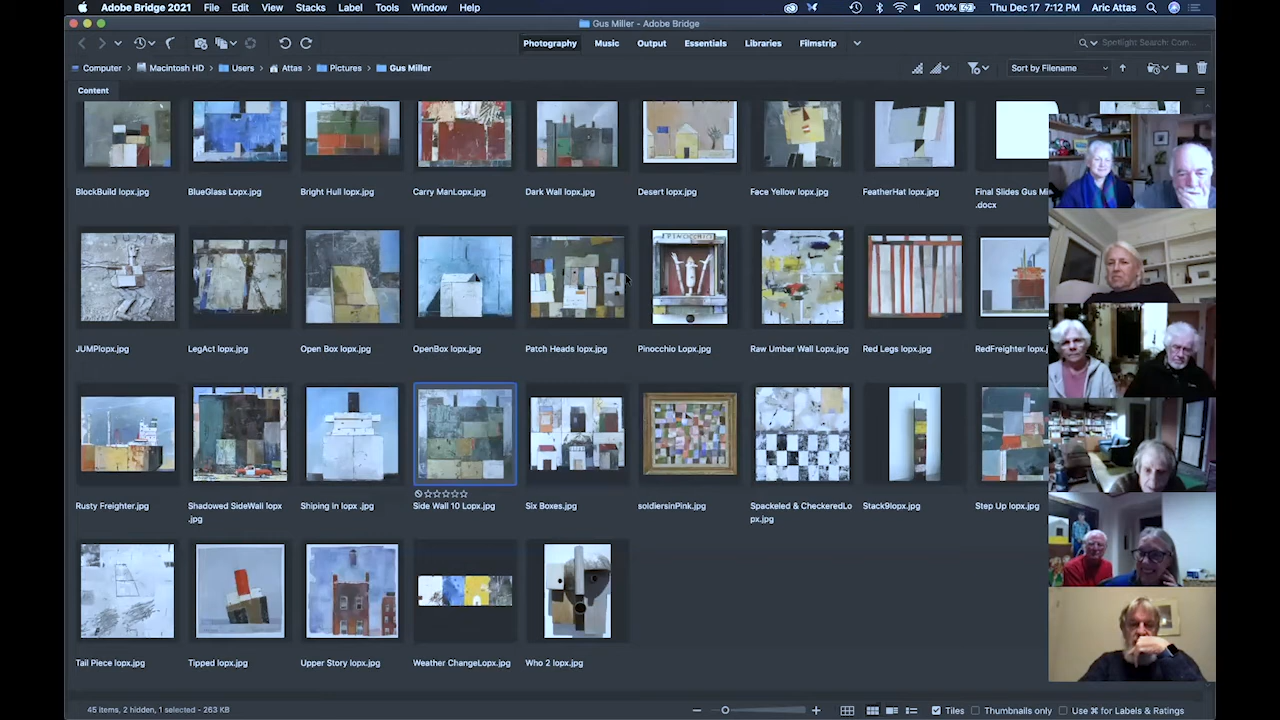 Adobe Bridge 2021 File Edit View Stacks Label Tools Window Help 100% Thu Dec 17 7:12 PM Aric Attas
Gus Miller - Adobe Bridge
Photography Music Output Essentials Libraries Filmstrip Spotlight Search: Com...
Computer Macintosh HD Users Attas Pictures Gus Miller Sort by Filename
Content
BlockBuild lopx.jpg BlueGlass Lopx.jpg Bright Hull lopx.jpg Carry ManLopx.jpg Dark Wall lopx.jpg Desert lopx.jpg Face Yellow lopx.jpg FeatherHat lopx.jpg Final Slides Gus Mi
.docx
JUMPlopx.jpg LegAct lopx.jpg Open Box lopx.jpg OpenBox lopx.jpg Patch Heads lopx.jpg Pinocchio Lopx.jpg Raw Umber Wall Lopx.jpg Red Legs lopx.jpg RedFreighter lopx.j
Rusty Freighter.jpg Shadowed SideWall lopx Shiping In lopx .jpg Side Wall 10 Lopx.jpg Six Boxes.jpg soldiersinPink.jpg Spackeled & CheckeredLo Stack9lopx.jpg Step Up lopx.jpg
.jpg px.jpg
Tail Piece lopx.jpg Tipped lopx.jpg Upper Story lopx.jpg Weather ChangeLopx.jpg Who 2 lopx.jpg
45 items, 2 hidden, 1 selected - 263 KB Tiles Thumbnails only Use ⌘ for Labels & Ratings